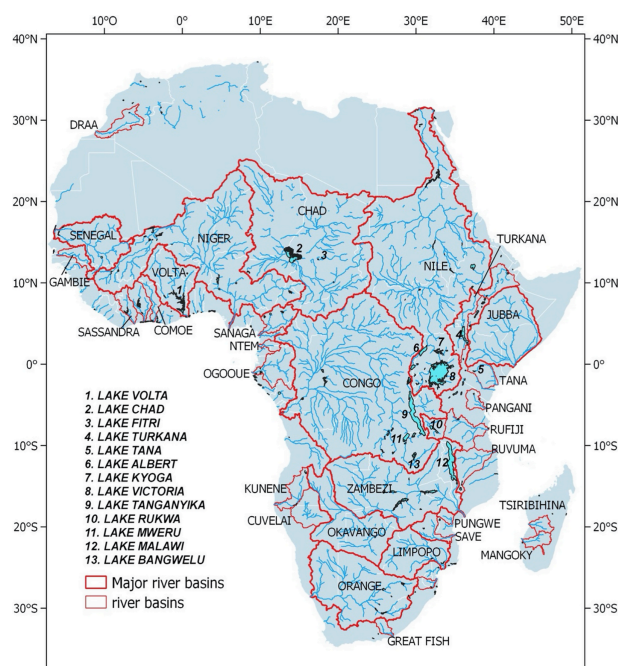 10°O 0°O 10°E 20°E 30°E 40°E 50°E
40°N 40°N
DRAA
30°N 30°N
20°N 20°N
CHAD
SENEGAL
NIGER
TURKANA
2
3
NILE
10°N 10°N
GAMBIE
VOLTA
1
JUBBA
SASSANDRA
COMOE
SANAGA
NTEM
4
6
7
0° 0°
OGOOUE
CONGO
8
5
TANA
1. LAKE VOLTA
2. LAKE CHAD
3. LAKE FITRI
4. LAKE TURKANA
5. LAKE TANA
6. LAKE ALBERT
7. LAKE KYOGA
8. LAKE VICTORIA
9. LAKE TANGANYIKA
10. LAKE RUKWA
11. LAKE MWERU
12. LAKE MALAWI
13. LAKE BANGWELU
Major river basins
river basins
9
PANGANI
10
RUFIJI
10°S 10°S
11
RUVUMA
13
12
KUNENE
ZAMBEZI
TSIRIBIHINA
CUVELAI
PUNGWE
20°S 20°S
OKAVANGO
SAVE
LIMPOPO
MANGOKY
ORANGE
30°S 30°S
GREAT FISH